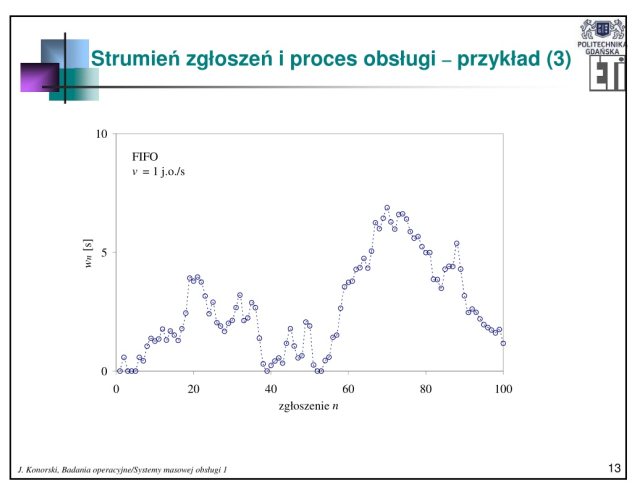 Strumień zgłoszeń i proces obsługi – przykład (3)
POLITECHNIKA
GDAŃSKA
ETI
10
FIFO
v = 1 j.o./s
wn [s]
5
0
0 20 40 60 80 100
zgłoszenie n
J. Konorski, Badania operacyjne/Systemy masowej obsługi 1
13